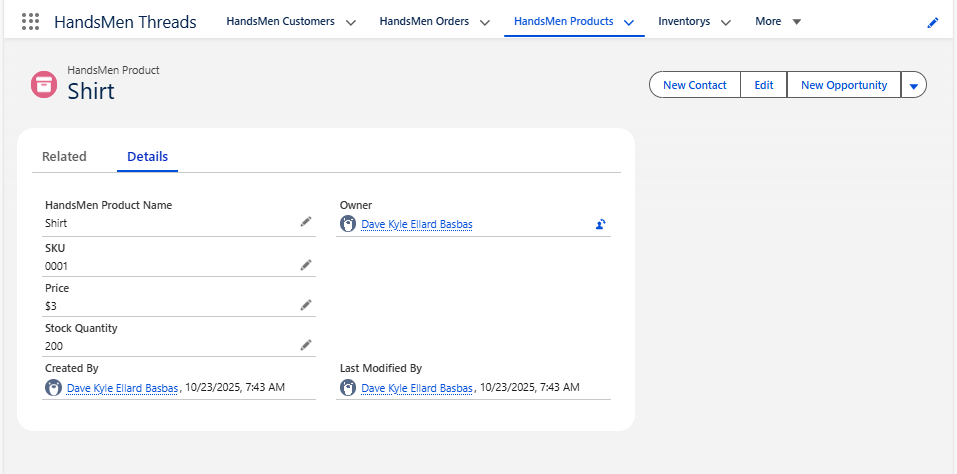 HandsMen Threads HandsMen Customers HandsMen Orders HandsMen Products Inventorys More
HandsMen Product
Shirt
New Contact Edit New Opportunity
Related Details
HandsMen Product Name Owner
Shirt Dave Kyle Ellard Basbas
SKU
0001
Price
$3
Stock Quantity
200
Created By Last Modified By
Dave Kyle Ellard Basbas, 10/23/2025, 7:43 AM Dave Kyle Ellard Basbas, 10/23/2025, 7:43 AM